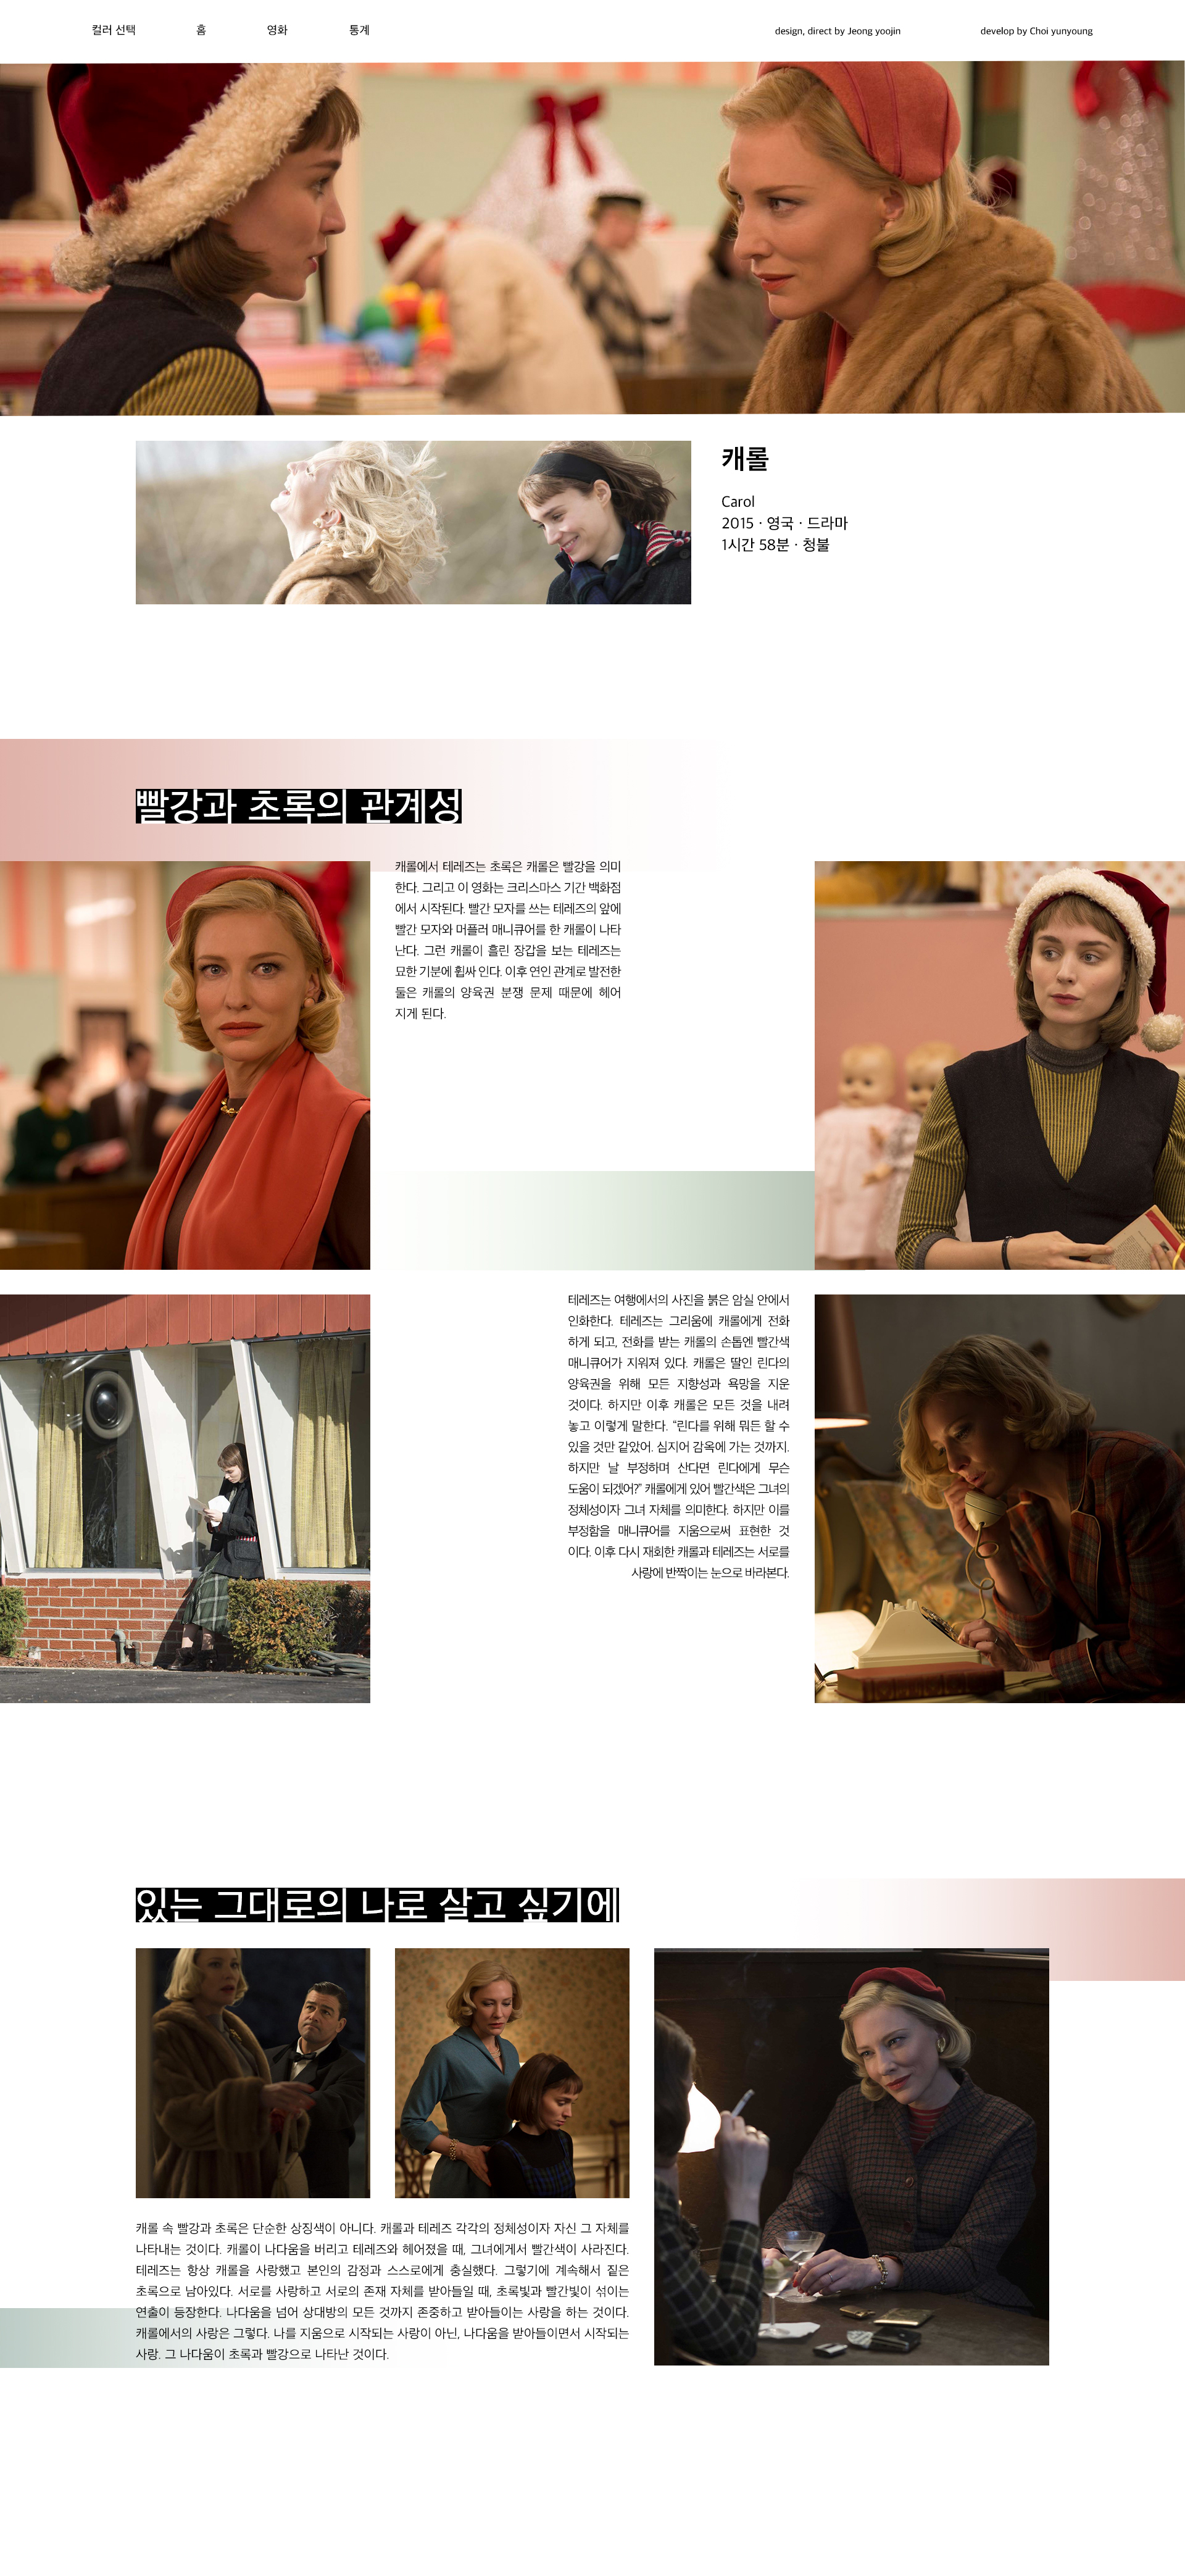 컬러 선택 홈 영화 통계 design, direct by Jeong yoojin develop by Choi yunyoung
캐롤
Carol
2015 · 영국 · 드라마
1시간 58분 · 청불
빨강과 초록의 관계성
캐롤에서 테레즈는 초록은 캐롤은 빨강을 의미
한다. 그리고 이 영화는 크리스마스 기간 백화점
에서 시작된다. 빨간 모자를 쓰는 테레즈의 앞에
빨간 모자와 머플러 매니큐어를 한 캐롤이 나타
난다. 그런 캐롤이 흘린 장갑을 보는 테레즈는
묘한 기분에 휩싸 인다. 이후 연인 관계로 발전한
둘은 캐롤의 양육권 분쟁 문제 때문에 헤어
지게 된다.
테레즈는 여행에서의 사진을 붉은 암실 안에서
인화한다. 테레즈는 그리움에 캐롤에게 전화
하게 되고, 전화를 받는 캐롤의 손톱엔 빨간색
매니큐어가 지워져 있다. 캐롤은 딸인 린다의
양육권을 위해 모든 지향성과 욕망을 지운
것이다. 하지만 이후 캐롤은 모든 것을 내려
놓고 이렇게 말한다. “린다를 위해 뭐든 할 수
있을 것만 같았어. 심지어 감옥에 가는 것까지.
하지만 날 부정하며 산다면 린다에게 무슨
도움이 되겠어?” 캐롤에게 있어 빨간색은 그녀의
정체성이자 그녀 자체를 의미한다. 하지만 이를
부정함을 매니큐어를 지움으로써 표현한 것
이다. 이후 다시 재회한 캐롤과 테레즈는 서로를
사랑에 반짝이는 눈으로 바라본다.
있는 그대로의 나로 살고 싶기에
캐롤 속 빨강과 초록은 단순한 상징색이 아니다. 캐롤과 테레즈 각각의 정체성이자 자신 그 자체를
나타내는 것이다. 캐롤이 나다움을 버리고 테레즈와 헤어졌을 때, 그녀에게서 빨간색이 사라진다.
테레즈는 항상 캐롤을 사랑했고 본인의 감정과 스스로에게 충실했다. 그렇기에 계속해서 짙은
초록으로 남아있다. 서로를 사랑하고 서로의 존재 자체를 받아들일 때, 초록빛과 빨간빛이 섞이는
연출이 등장한다. 나다움을 넘어 상대방의 모든 것까지 존중하고 받아들이는 사랑을 하는 것이다.
캐롤에서의 사랑은 그렇다. 나를 지움으로 시작되는 사랑이 아닌, 나다움을 받아들이면서 시작되는
사랑. 그 나다움이 초록과 빨강으로 나타난 것이다.